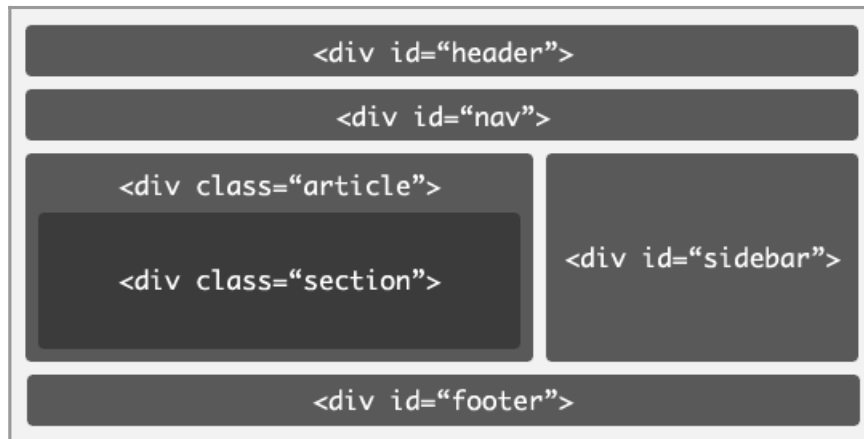 <div id=“header”>
<div id=“nav”>
<div class=“article”>
<div class=“section”>
<div id=“sidebar”>
<div id=“footer”>